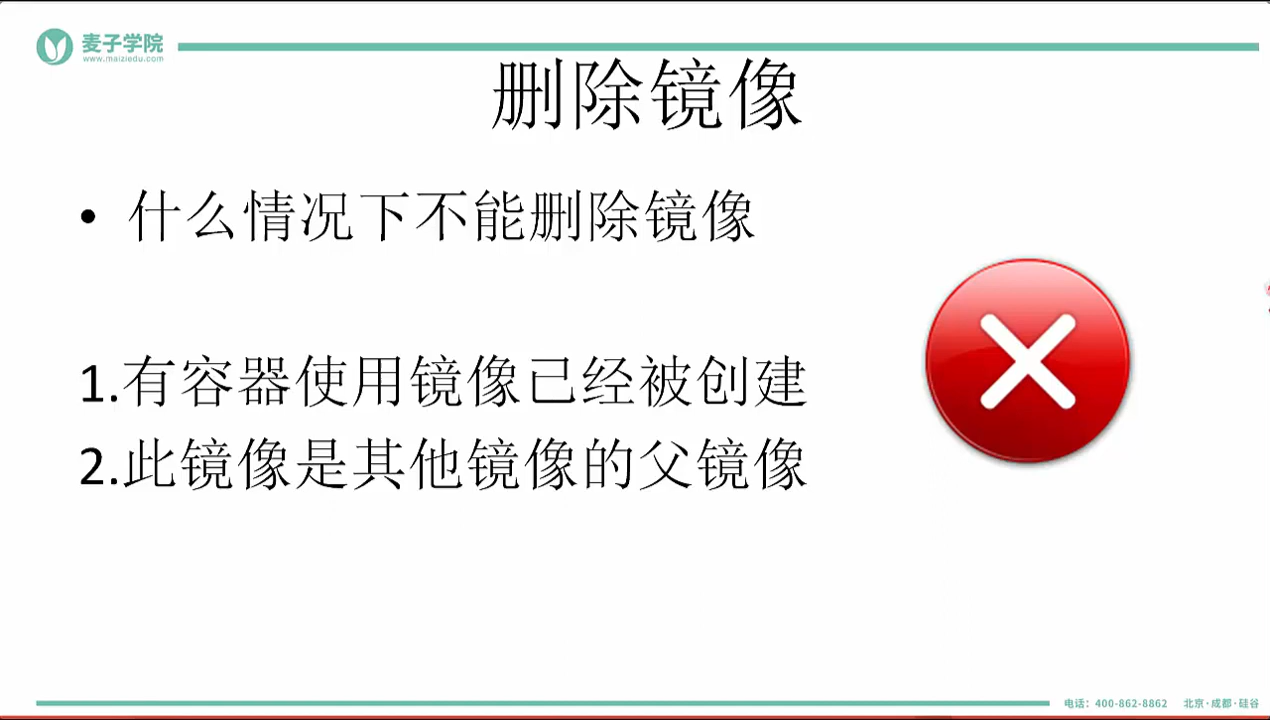 麦子学院
www.maiziedu.com
删除镜像
• 什么情况下不能删除镜像
1.有容器使用镜像已经被创建
2.此镜像是其他镜像的父镜像
电话：400-862-8862 北京·成都·硅谷